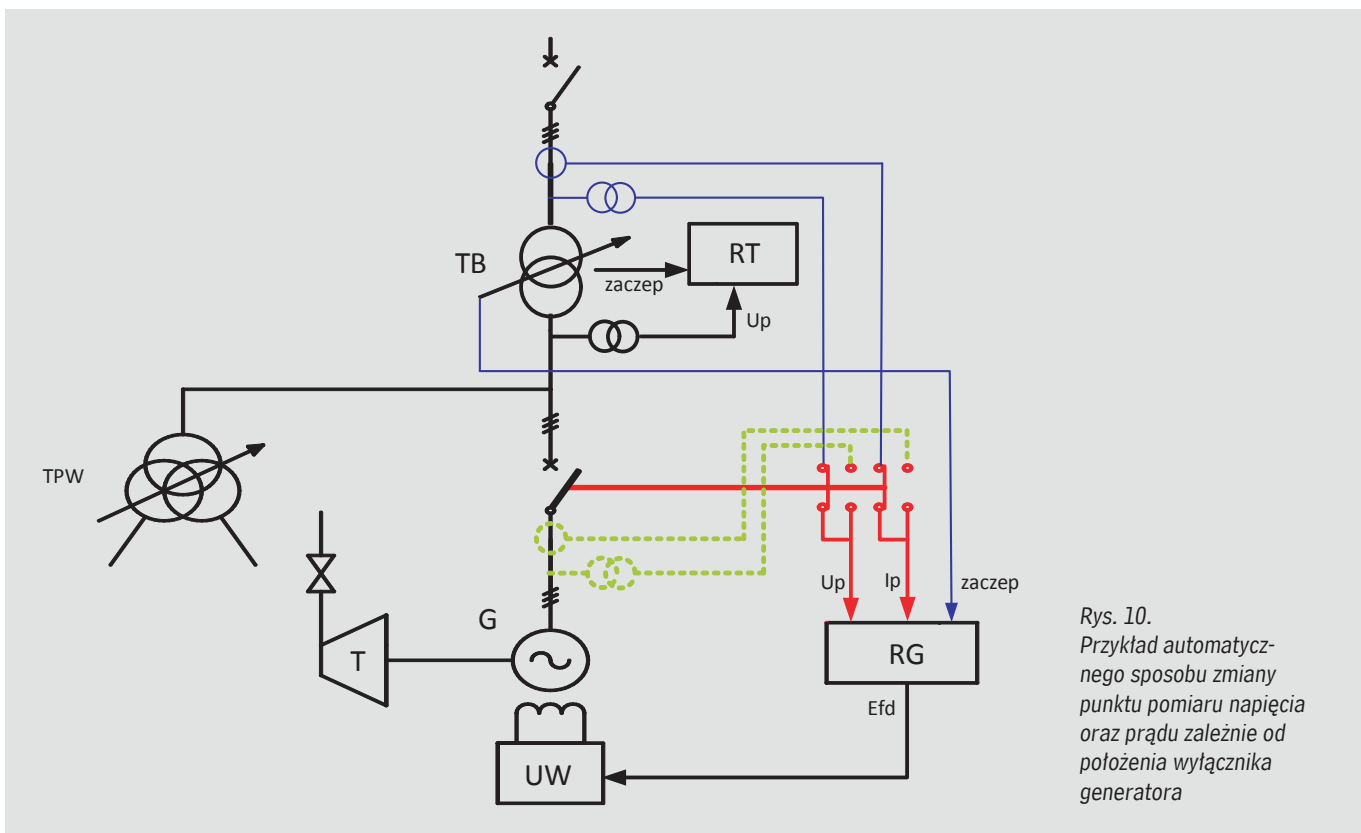 TB
RT
zaczep
Up
TPW
G
T
Up
Ip
zaczep
RG
Efd
UW
Rys. 10.
Przykład automatycz-
nego sposobu zmiany
punktu pomiaru napięcia
oraz prądu zależnie od
położenia wyłącznika
generatora